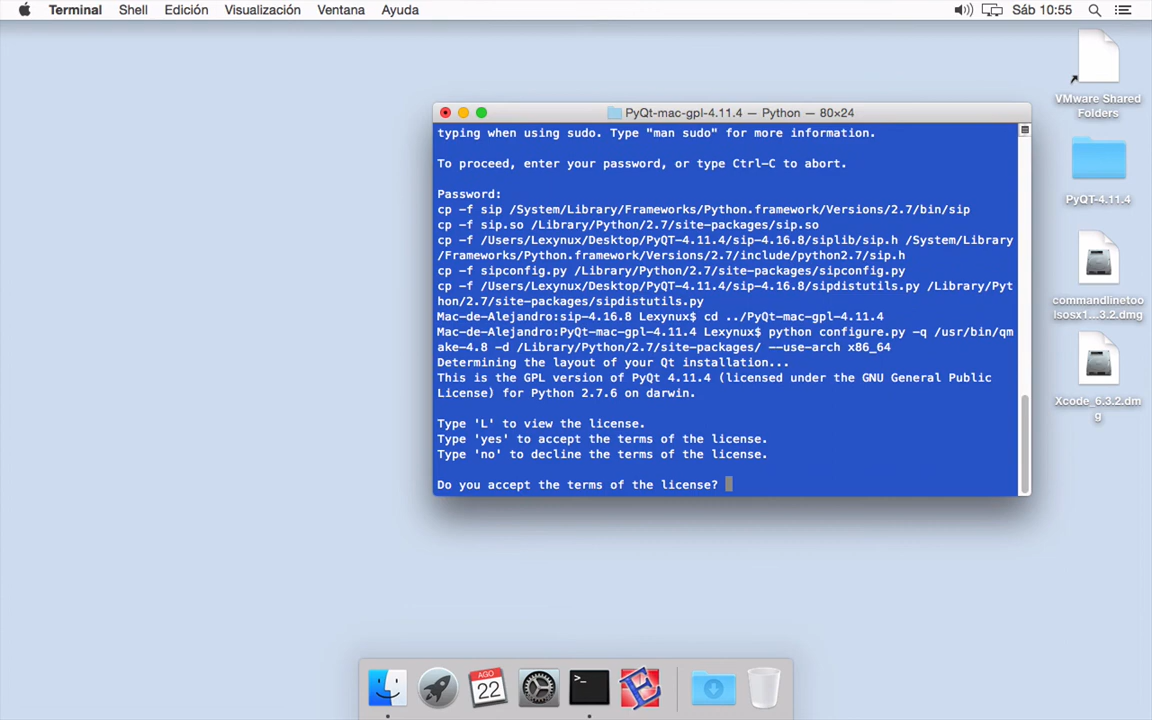 Terminal Shell Edición Visualización Ventana Ayuda Sáb 10:55
VMware Shared
Folders
PyQT-4.11.4
commandlinetoo
lsosx1...3.2.dmg
Xcode_6.3.2.dm
g
PyQt-mac-gpl-4.11.4 — Python — 80×24
typing when using sudo. Type "man sudo" for more information.
To proceed, enter your password, or type Ctrl-C to abort.
Password:
cp -f sip /System/Library/Frameworks/Python.framework/Versions/2.7/bin/sip
cp -f sip.so /Library/Python/2.7/site-packages/sip.so
cp -f /Users/Lexynux/Desktop/PyQT-4.11.4/sip-4.16.8/siplib/sip.h /System/Library
/Frameworks/Python.framework/Versions/2.7/include/python2.7/sip.h
cp -f sipconfig.py /Library/Python/2.7/site-packages/sipconfig.py
cp -f /Users/Lexynux/Desktop/PyQT-4.11.4/sip-4.16.8/sipdistutils.py /Library/Pyt
hon/2.7/site-packages/sipdistutils.py
Mac-de-Alejandro:sip-4.16.8 Lexynux$ cd ../PyQt-mac-gpl-4.11.4
Mac-de-Alejandro:PyQt-mac-gpl-4.11.4 Lexynux$ python configure.py -q /usr/bin/qm
ake-4.8 -d /Library/Python/2.7/site-packages/ --use-arch x86_64
Determining the layout of your Qt installation...
This is the GPL version of PyQt 4.11.4 (licensed under the GNU General Public
License) for Python 2.7.6 on darwin.
Type 'L' to view the license.
Type 'yes' to accept the terms of the license.
Type 'no' to decline the terms of the license.
Do you accept the terms of the license?
AGO
22
>_
E